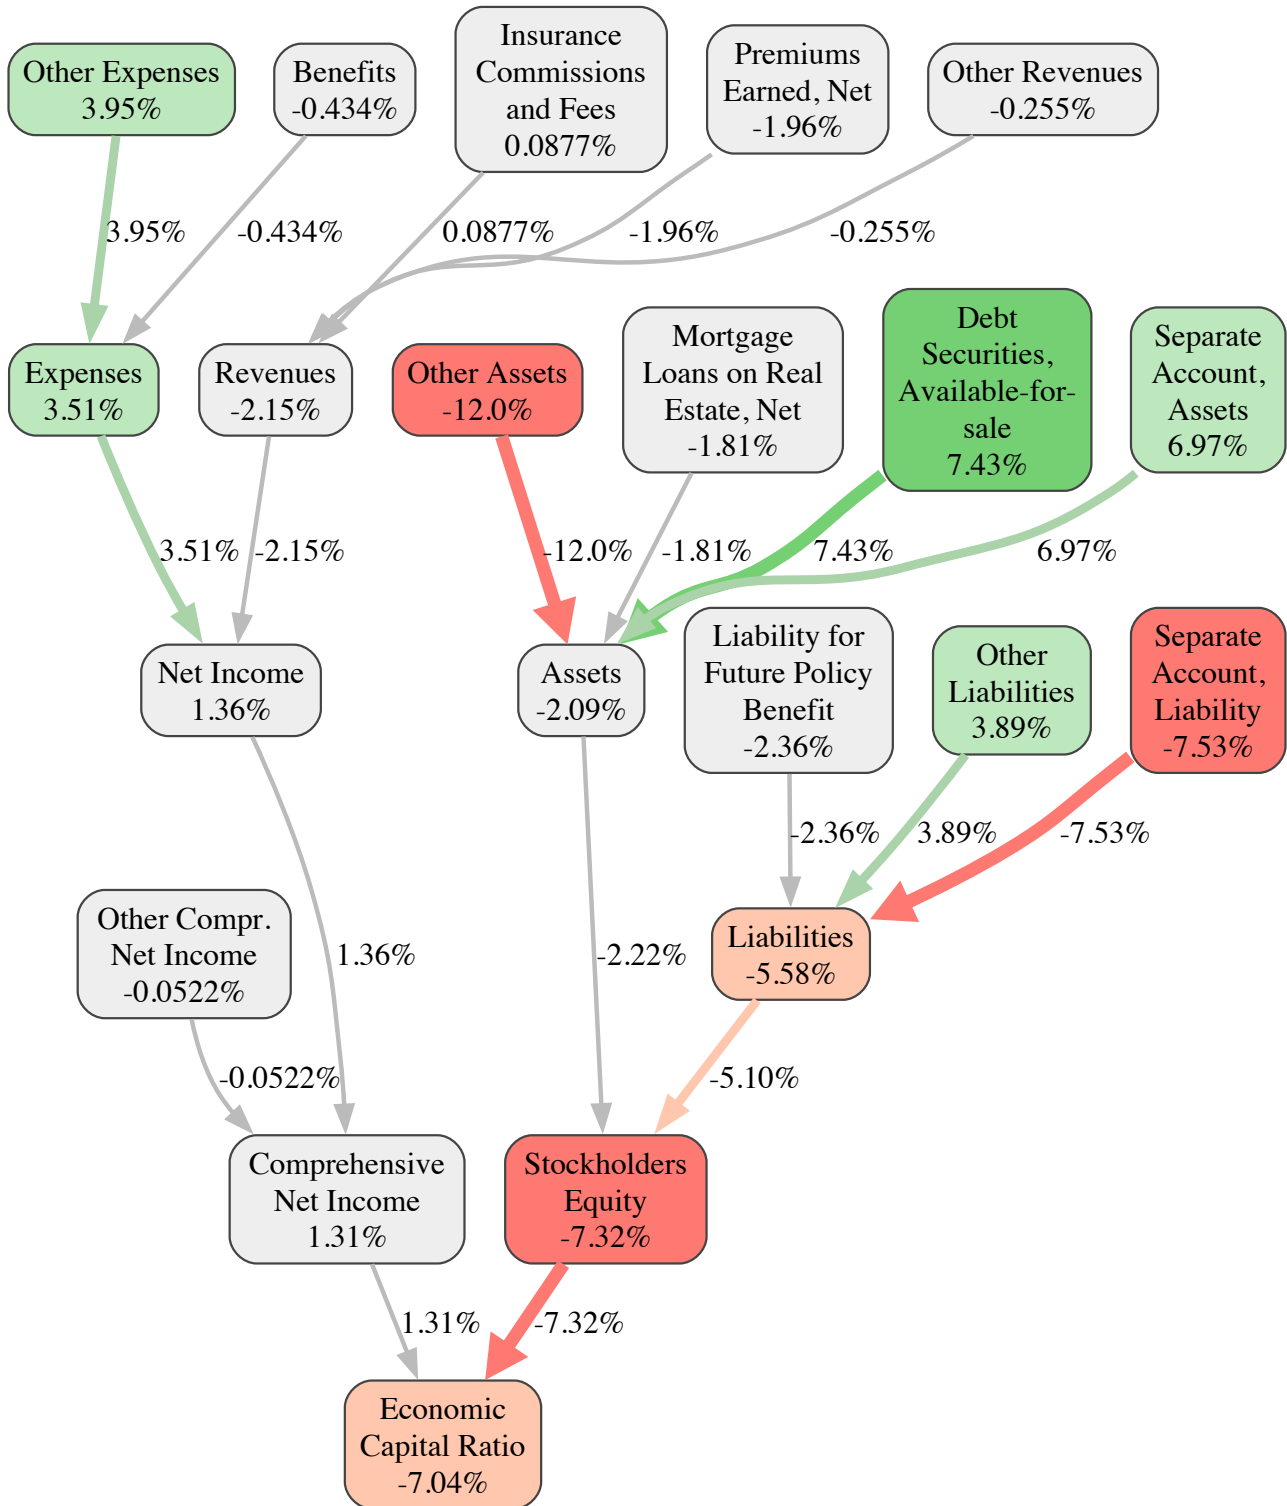 Other Expenses
3.95%
Benefits
-0.434%
Insurance
Commissions
and Fees
0.0877%
Premiums
Earned, Net
-1.96%
Other Revenues
-0.255%
3.95%
-0.434%
0.0877%
-1.96%
-0.255%
Expenses
3.51%
Revenues
-2.15%
Other Assets
-12.0%
Mortgage
Loans on Real
Estate, Net
-1.81%
Debt
Securities,
Available-for-
sale
7.43%
Separate
Account,
Assets
6.97%
3.51%
-2.15%
-12.0%
-1.81%
7.43%
6.97%
Net Income
1.36%
Assets
-2.09%
Liability for
Future Policy
Benefit
-2.36%
Other
Liabilities
3.89%
Separate
Account,
Liability
-7.53%
-2.36%
3.89%
-7.53%
Other Compr.
Net Income
-0.0522%
1.36%
-2.22%
Liabilities
-5.58%
-0.0522%
-5.10%
Comprehensive
Net Income
1.31%
Stockholders
Equity
-7.32%
1.31%
-7.32%
Economic
Capital Ratio
-7.04%